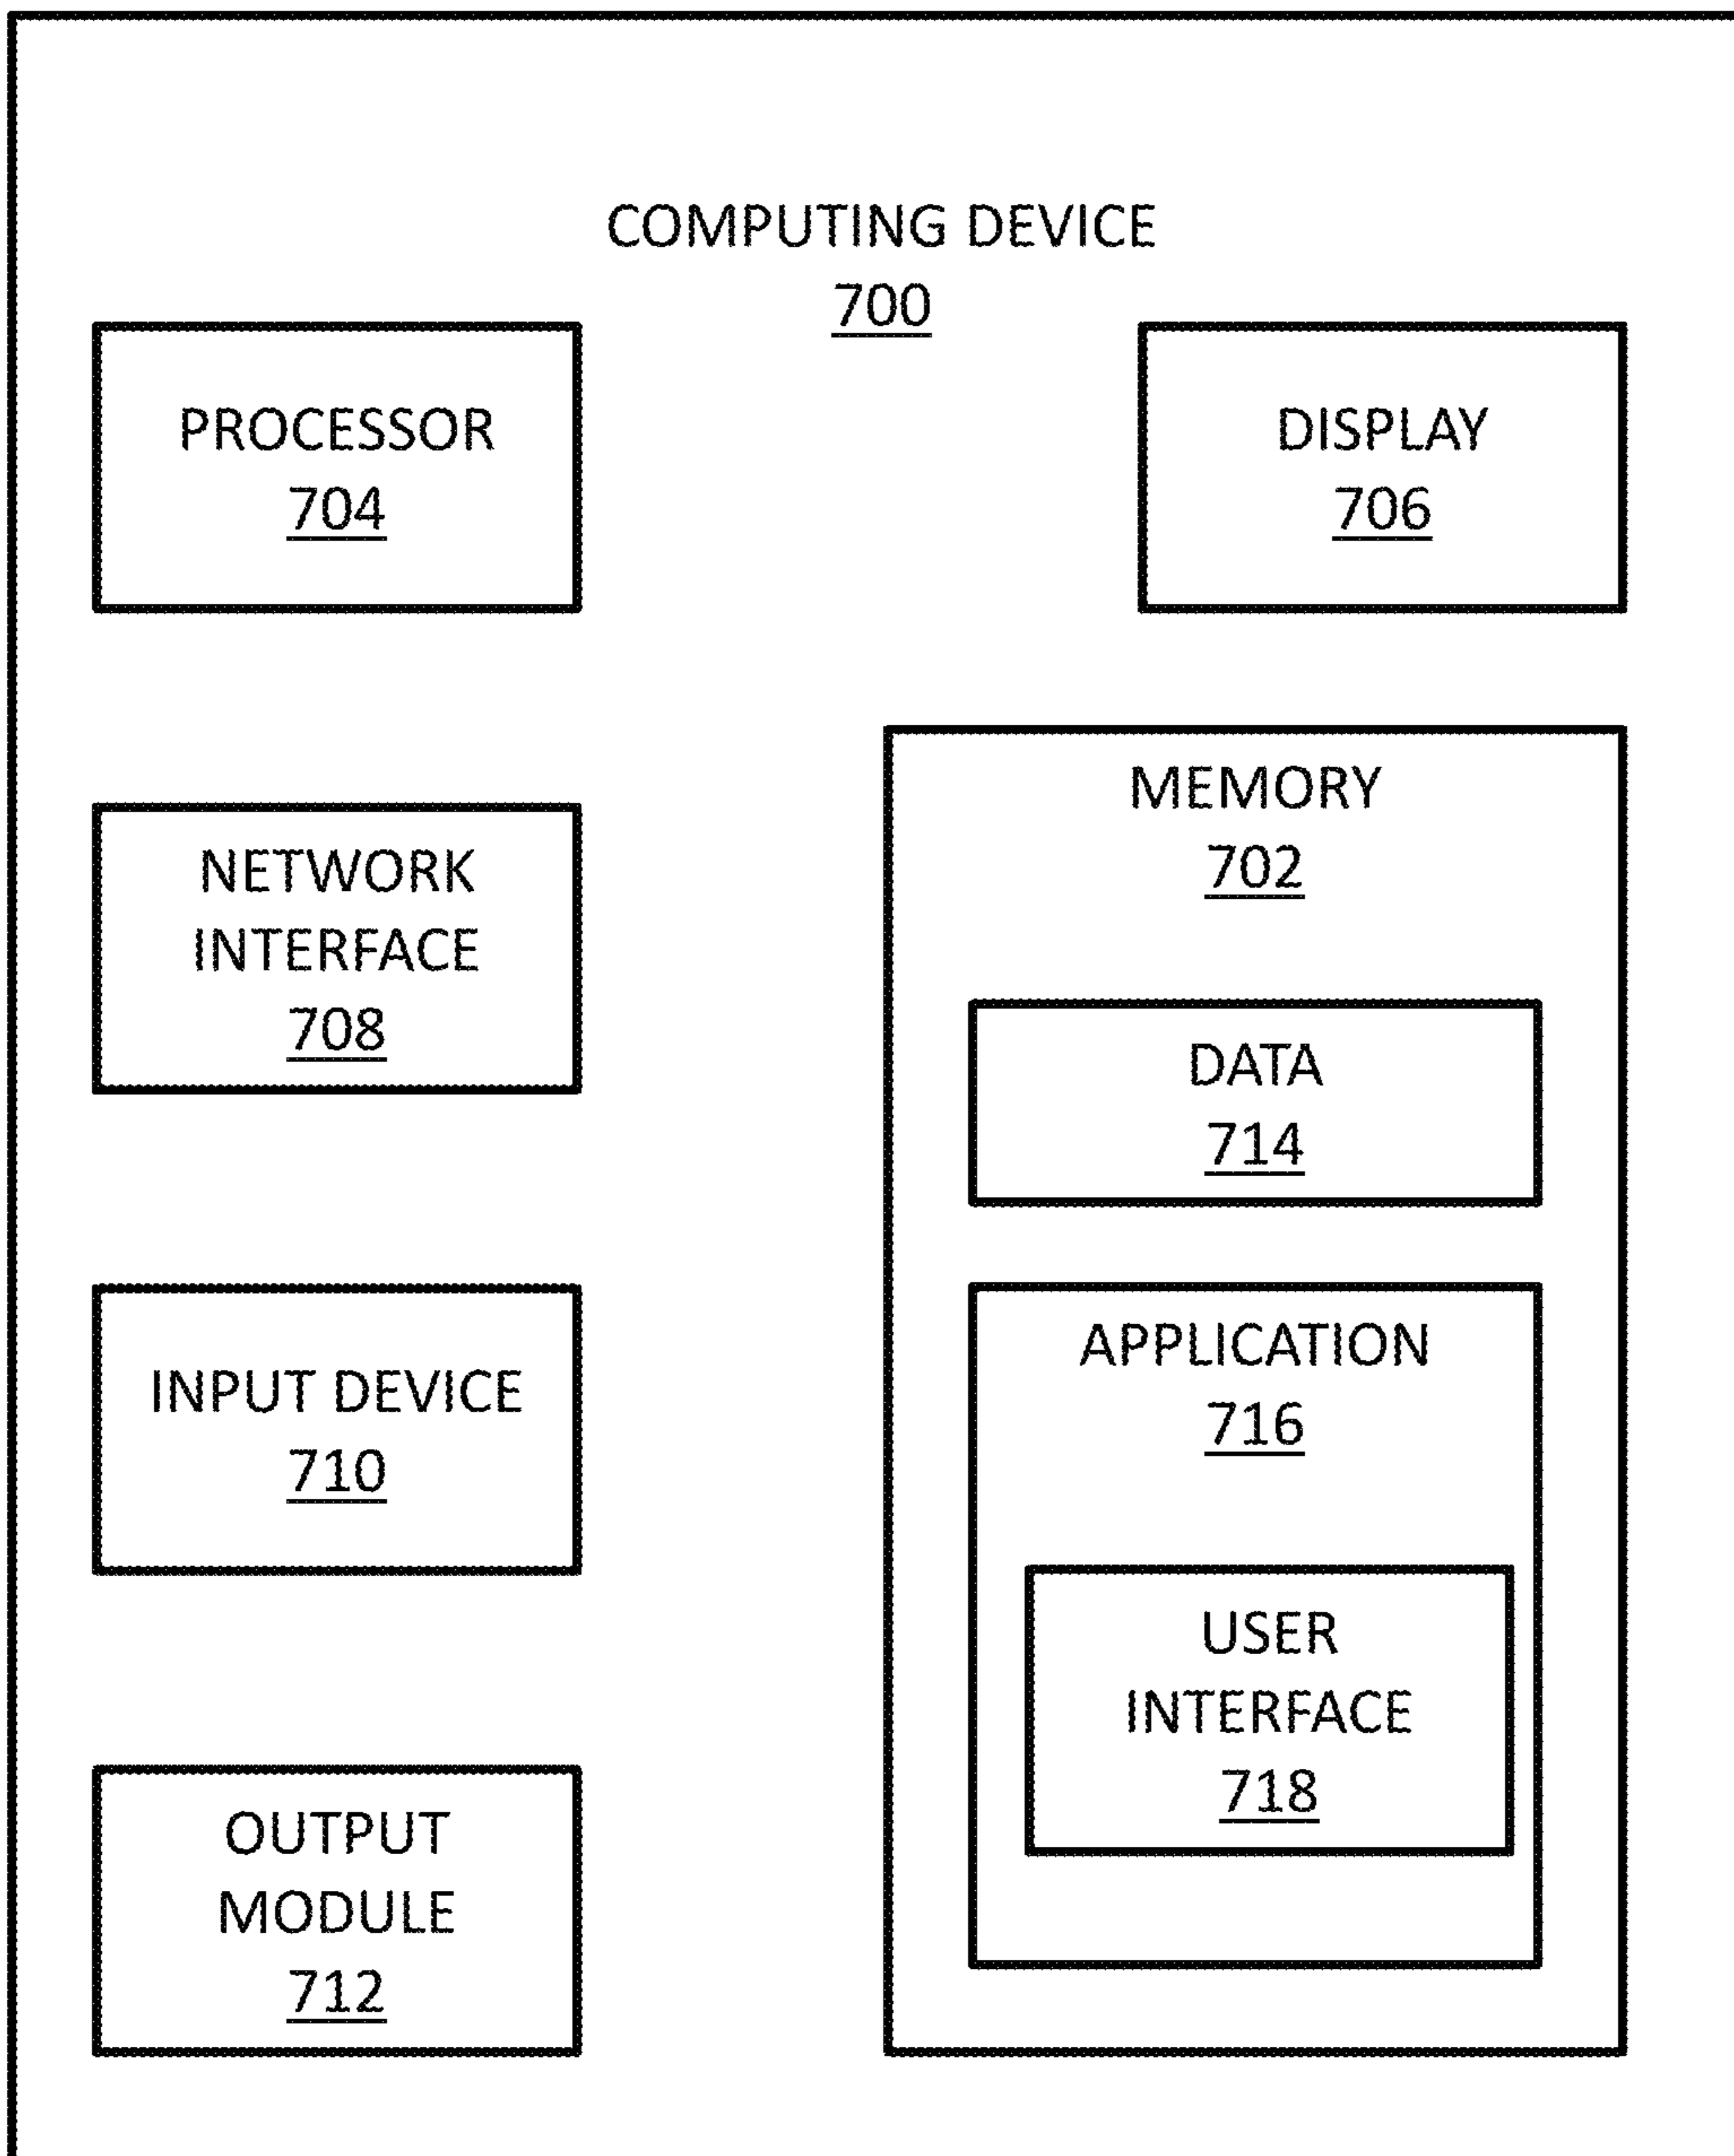 COMPUTING DEVICE
700
PROCESSOR
704
DISPLAY
706
NETWORK
INTERFACE
708
INPUT DEVICE
710
OUTPUT
MODULE
712
MEMORY
702
DATA
714
APPLICATION
716
USER
INTERFACE
718